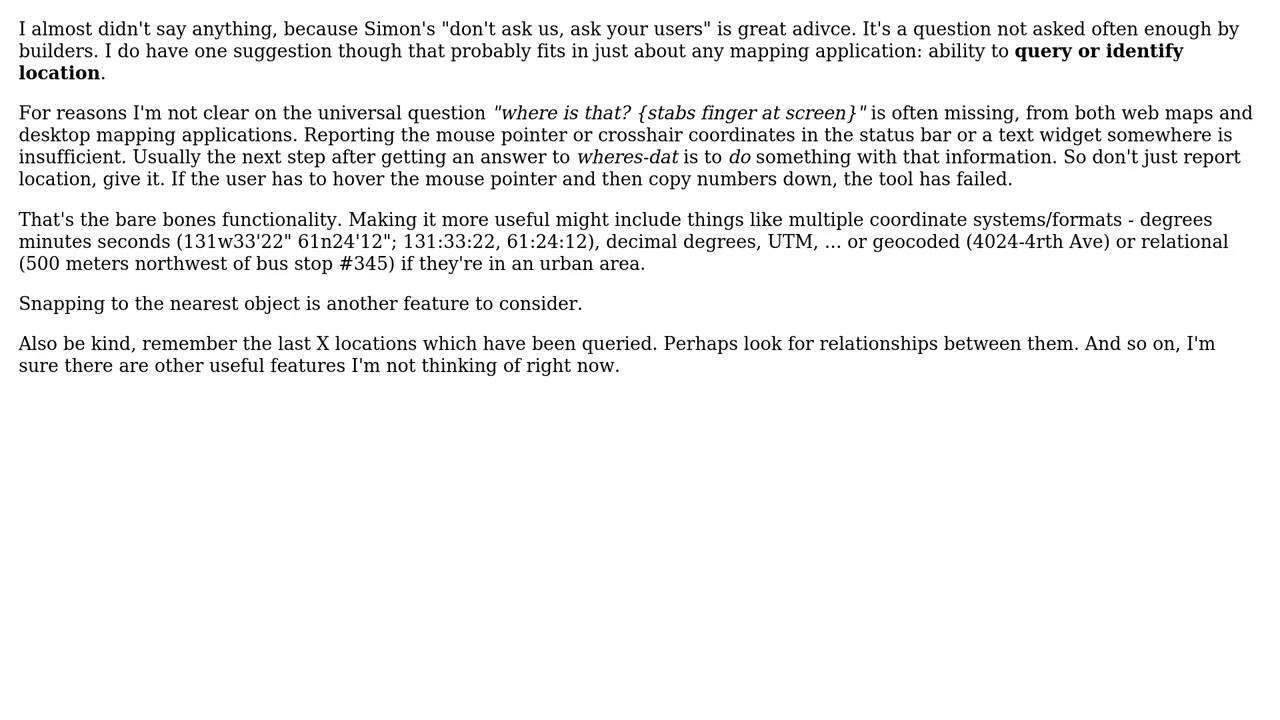 I almost didn't say anything, because Simon's "don't ask us, ask your users" is great adivce. It's a question not asked often enough by
builders. I do have one suggestion though that probably fits in just about any mapping application: ability to query or identify
location.
For reasons I'm not clear on the universal question "where is that? {stabs finger at screen}" is often missing, from both web maps and
desktop mapping applications. Reporting the mouse pointer or crosshair coordinates in the status bar or a text widget somewhere is
insufficient. Usually the next step after getting an answer to wheres-dat is to do something with that information. So don't just report
location, give it. If the user has to hover the mouse pointer and then copy numbers down, the tool has failed.
That's the bare bones functionality. Making it more useful might include things like multiple coordinate systems/formats - degrees
minutes seconds (131w33'22" 61n24'12"; 131:33:22, 61:24:12), decimal degrees, UTM, ... or geocoded (4024-4rth Ave) or relational
(500 meters northwest of bus stop #345) if they're in an urban area.
Snapping to the nearest object is another feature to consider.
Also be kind, remember the last X locations which have been queried. Perhaps look for relationships between them. And so on, I'm
sure there are other useful features I'm not thinking of right now.